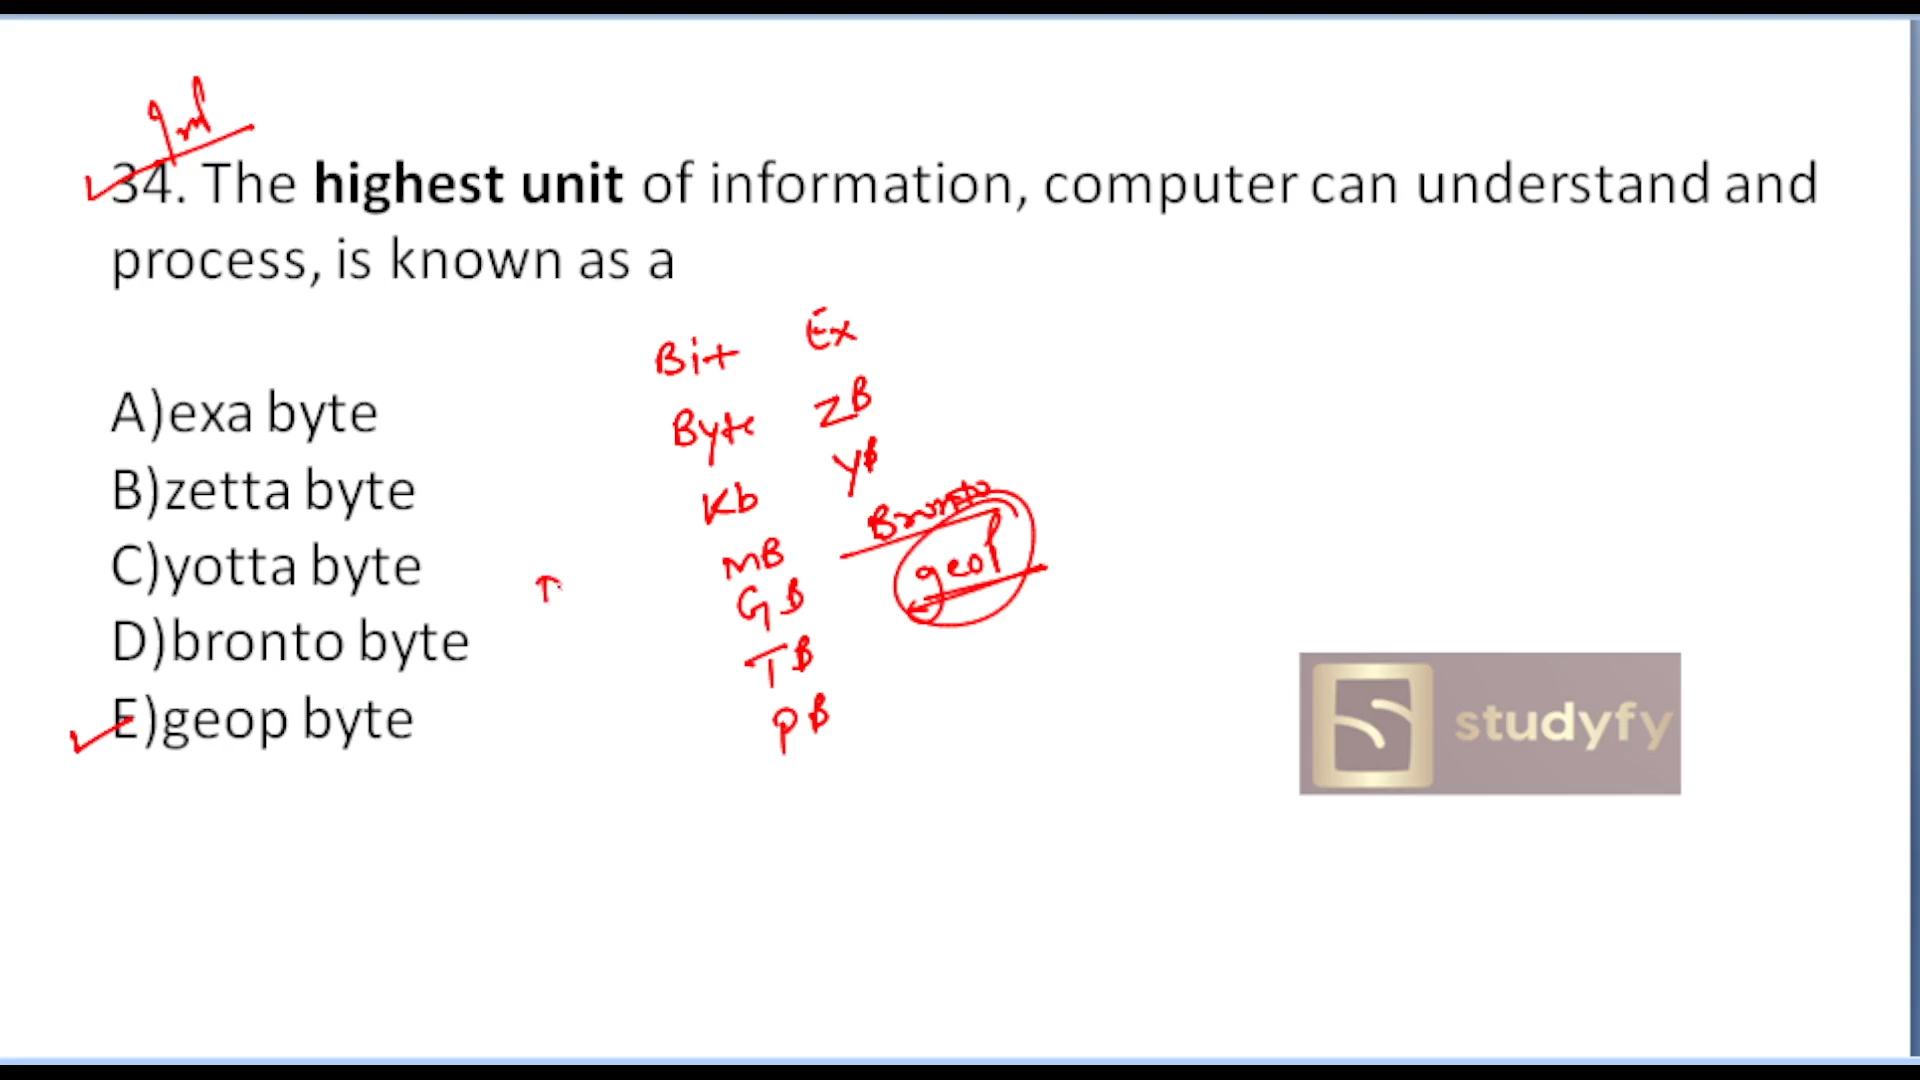 34. The highest unit of information, computer can understand and
process, is known as a
A)exa byte
B)zetta byte
C)yotta byte
D)bronto byte
E)geop byte
Bit
Byte
Kb
MB
GB
TB
PB
Ex
ZB
YB
Bronto
geop
studyfy